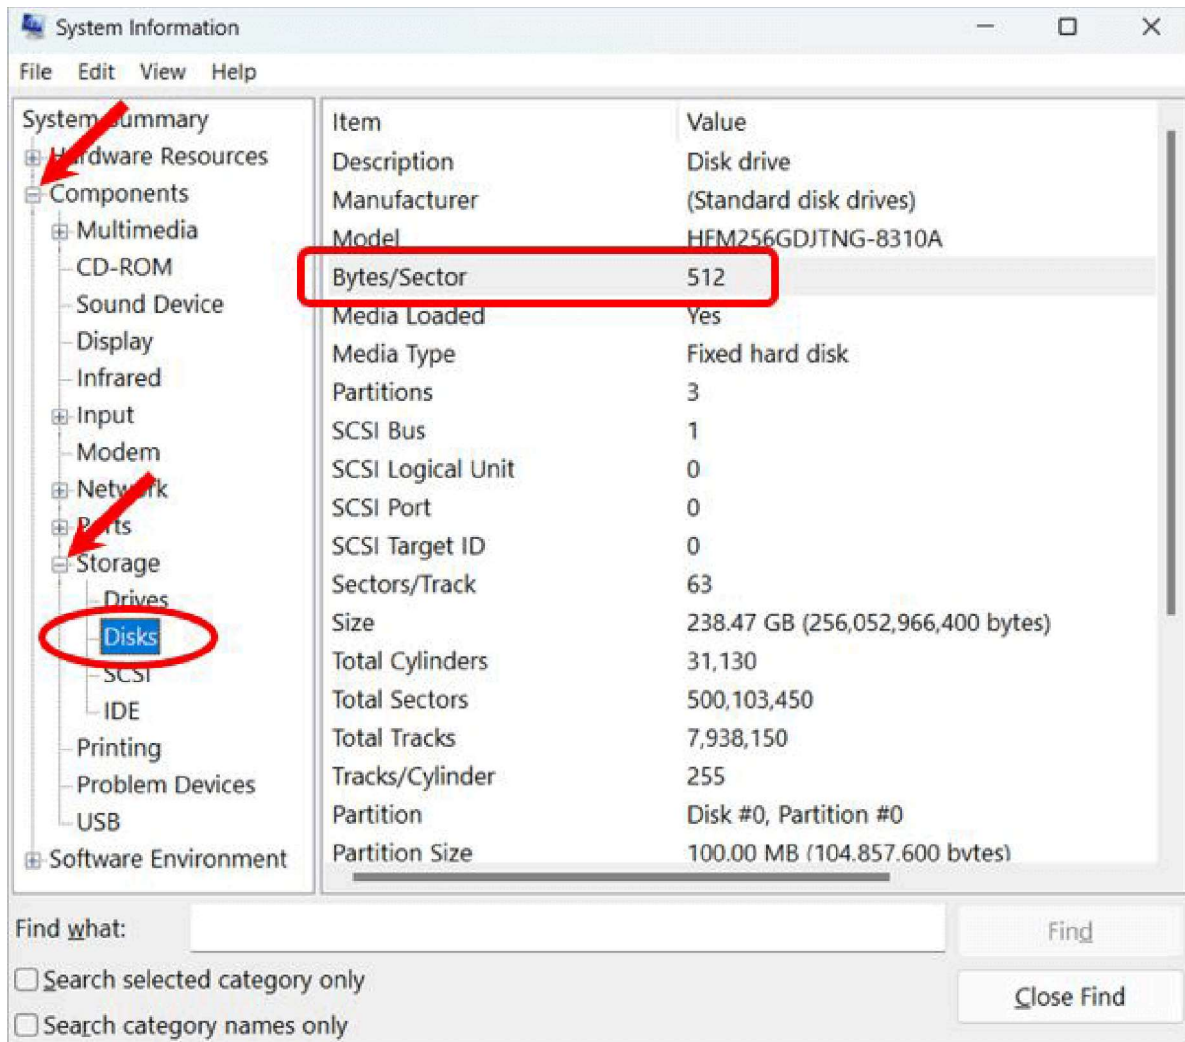 System Information
File Edit View Help
System Summary
Hardware Resources
Components
Multimedia
CD-ROM
Sound Device
Display
Infrared
Input
Modem
Network
Ports
Storage
Drives
Disks
SCSI
IDE
Printing
Problem Devices
USB
Software Environment
Item Value
Description Disk drive
Manufacturer (Standard disk drives)
Model HFM256GDJTNG-8310A
Bytes/Sector 512
Media Loaded Yes
Media Type Fixed hard disk
Partitions 3
SCSI Bus 1
SCSI Logical Unit 0
SCSI Port 0
SCSI Target ID 0
Sectors/Track 63
Size 238.47 GB (256,052,966,400 bytes)
Total Cylinders 31,130
Total Sectors 500,103,450
Total Tracks 7,938,150
Tracks/Cylinder 255
Partition Disk #0, Partition #0
Partition Size 100.00 MB (104,857,600 bytes)
Find what:
Find
Search selected category only
Close Find
Search category names only